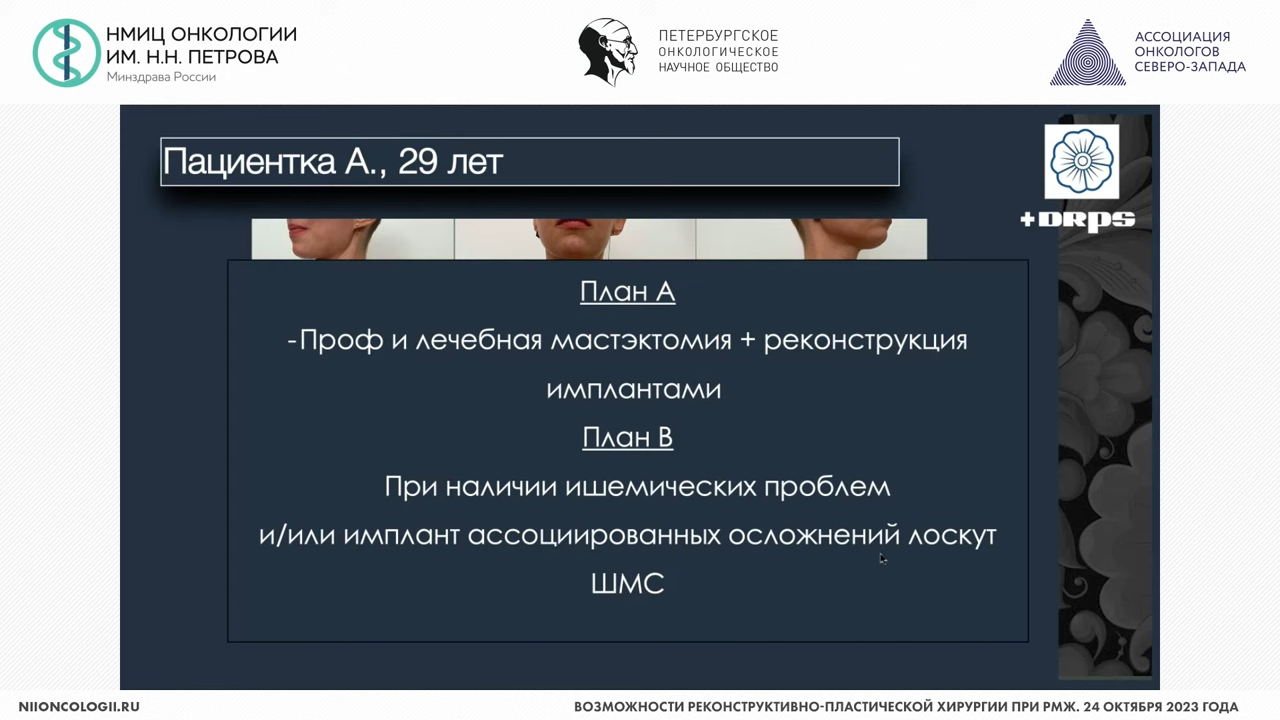 НМИЦ ОНКОЛОГИИ
ИМ. Н.Н. ПЕТРОВА
Минздрава России
ПЕТЕРБУРГСКОЕ
ОНКОЛОГИЧЕСКОЕ
НАУЧНОЕ ОБЩЕСТВО
АССОЦИАЦИЯ
ОНКОЛОГОВ
СЕВЕРО-ЗАПАДА
Пациентка А., 29 лет
+DRPS
План А
-Проф и лечебная мастэктомия + реконструкция
имплантами
План В
При наличии ишемических проблем
и/или имплант ассоциированных осложнений лоскут
ШМС
NIIONCOLOGII.RU
ВОЗМОЖНОСТИ РЕКОНСТРУКТИВНО-ПЛАСТИЧЕСКОЙ ХИРУРГИИ ПРИ РМЖ. 24 ОКТЯБРЯ 2023 ГОДА